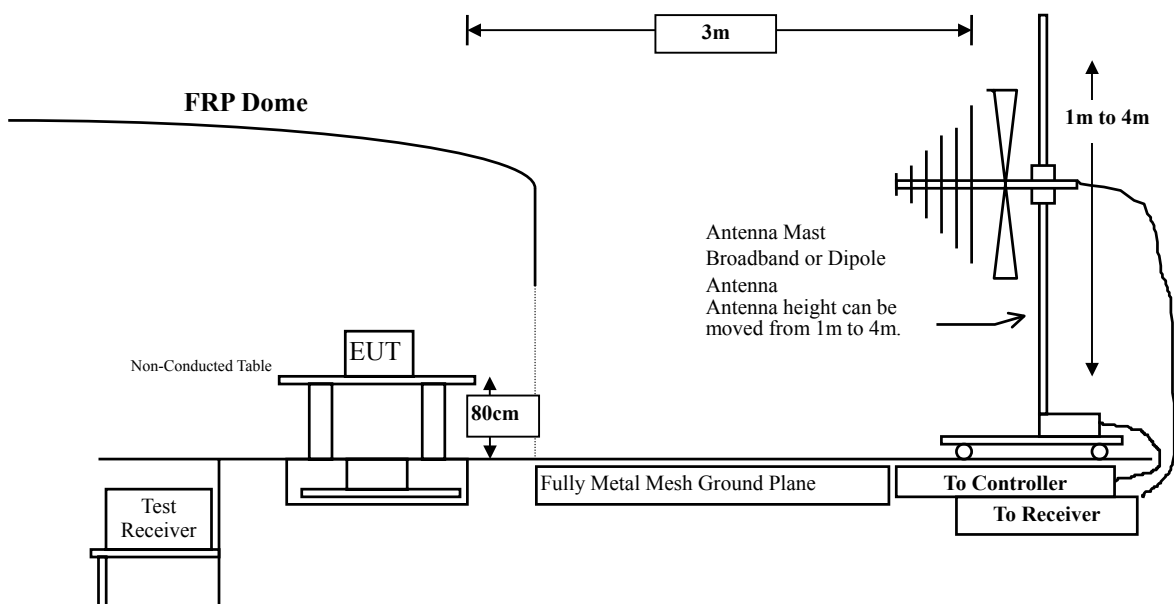 3m
FRP Dome
1m to 4m
Antenna Mast
Broadband or Dipole
Antenna
Antenna height can be
moved from 1m to 4m.
EUT
Non-Conducted Table
80cm
Fully Metal Mesh Ground Plane
To Controller
To Receiver
Test
Receiver